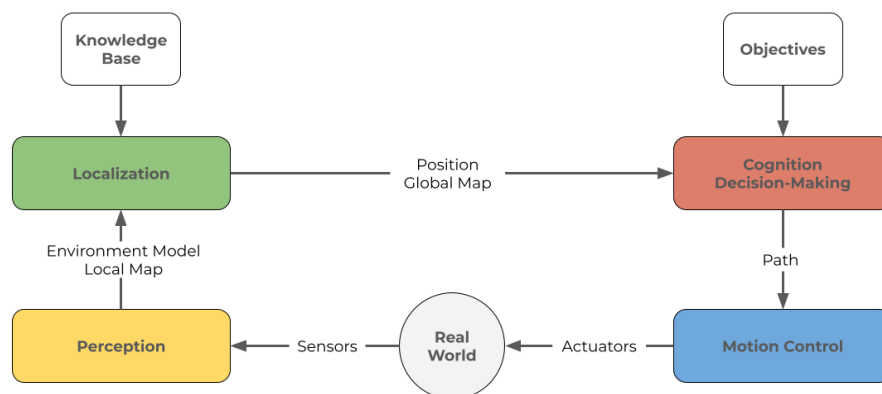 Knowledge
Base
Objectives
Localization
Position
Global Map
Cognition
Decision-Making
Environment Model
Local Map
Path
Perception
Sensors
Real
World
Actuators
Motion Control